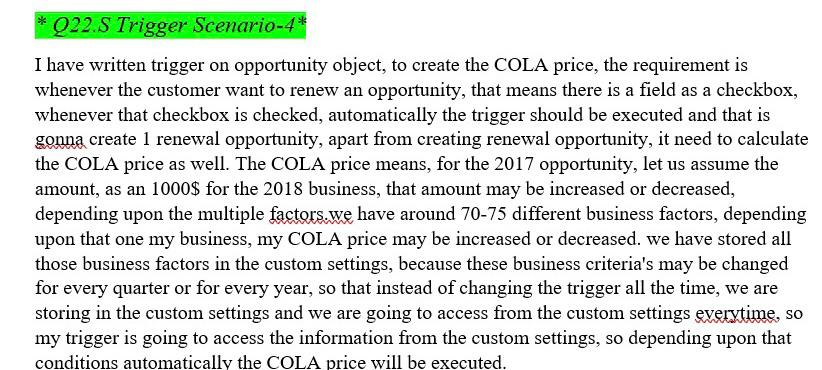 * Q22.S Trigger Scenario-4*
I have written trigger on opportunity object, to create the COLA price, the requirement is
whenever the customer want to renew an opportunity, that means there is a field as a checkbox,
whenever that checkbox is checked, automatically the trigger should be executed and that is
gonna create 1 renewal opportunity, apart from creating renewal opportunity, it need to calculate
the COLA price as well. The COLA price means, for the 2017 opportunity, let us assume the
amount, as an 1000$ for the 2018 business, that amount may be increased or decreased,
depending upon the multiple factors.we have around 70-75 different business factors, depending
upon that one my business, my COLA price may be increased or decreased. we have stored all
those business factors in the custom settings, because these business criteria's may be changed
for every quarter or for every year, so that instead of changing the trigger all the time, we are
storing in the custom settings and we are going to access from the custom settings everytime, so
my trigger is going to access the information from the custom settings, so depending upon that
conditions automatically the COLA price will be executed.